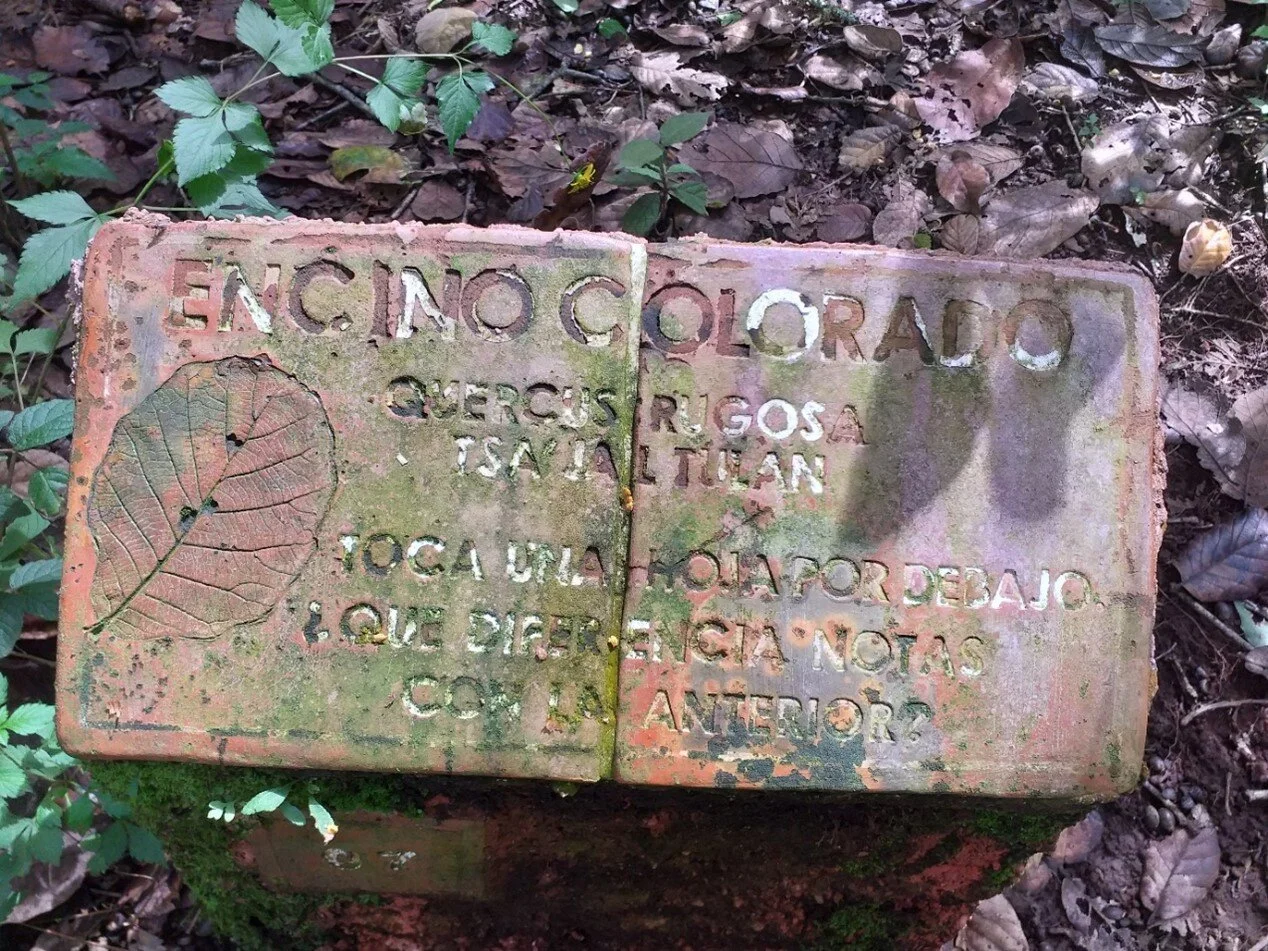 ENCINO COLORADO
QUERCUS RUGOSA
TSA'JAL TULAN
TOCA UNA HOJA POR DEBAJO.
¿QUE DIFERENCIA NOTAS
CON LA ANTERIOR?